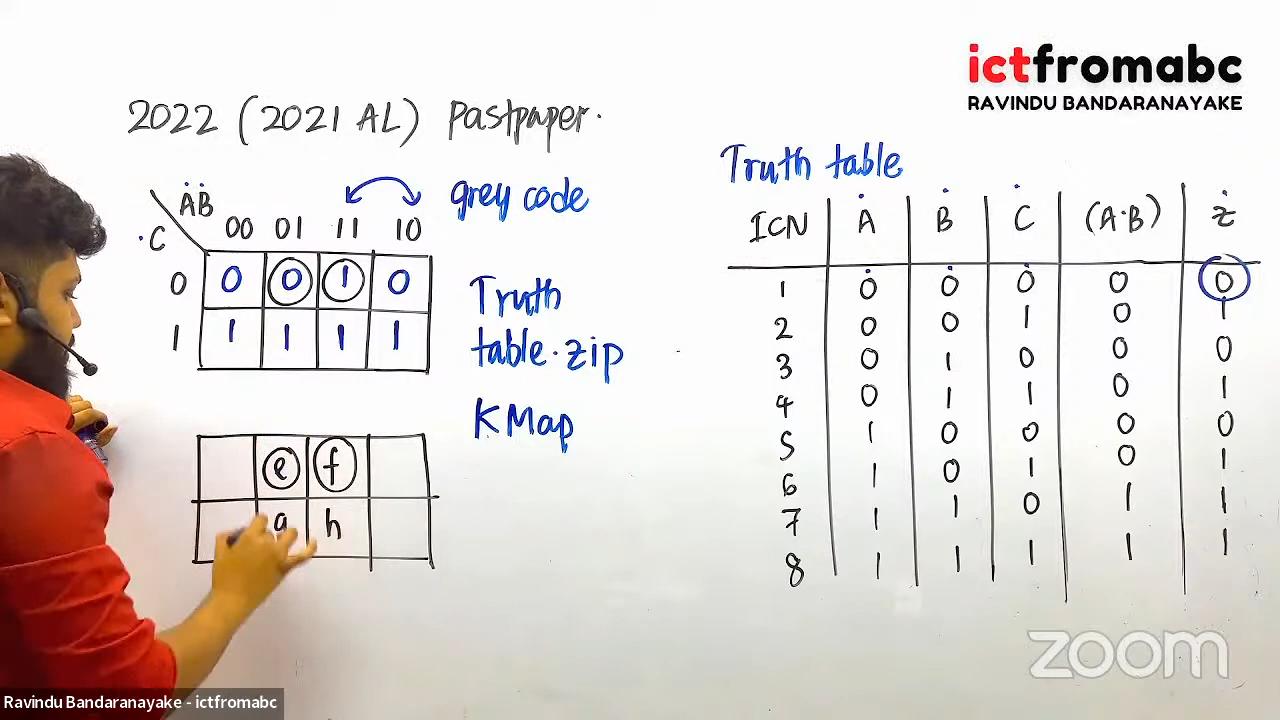 ictfromabc
RAVINDU BANDARANAYAKE
2022 (2021 AL) Pastpaper.
grey code
AB
C
00 01 11 10
0 0 0 1 0
1 1 1 1 1
Truth
table.zip
KMap
e f
g h
Truth table
ICN A B C (A·B) z
1 0 0 0 0 0
2 0 0 1 0 1
3 0 1 0 0 0
4 0 1 1 0 1
5 1 0 0 0 0
6 1 0 1 0 1
7 1 1 0 1 1
8 1 1 1 1 1
zoom
Ravindu Bandaranayake - ictfromabc